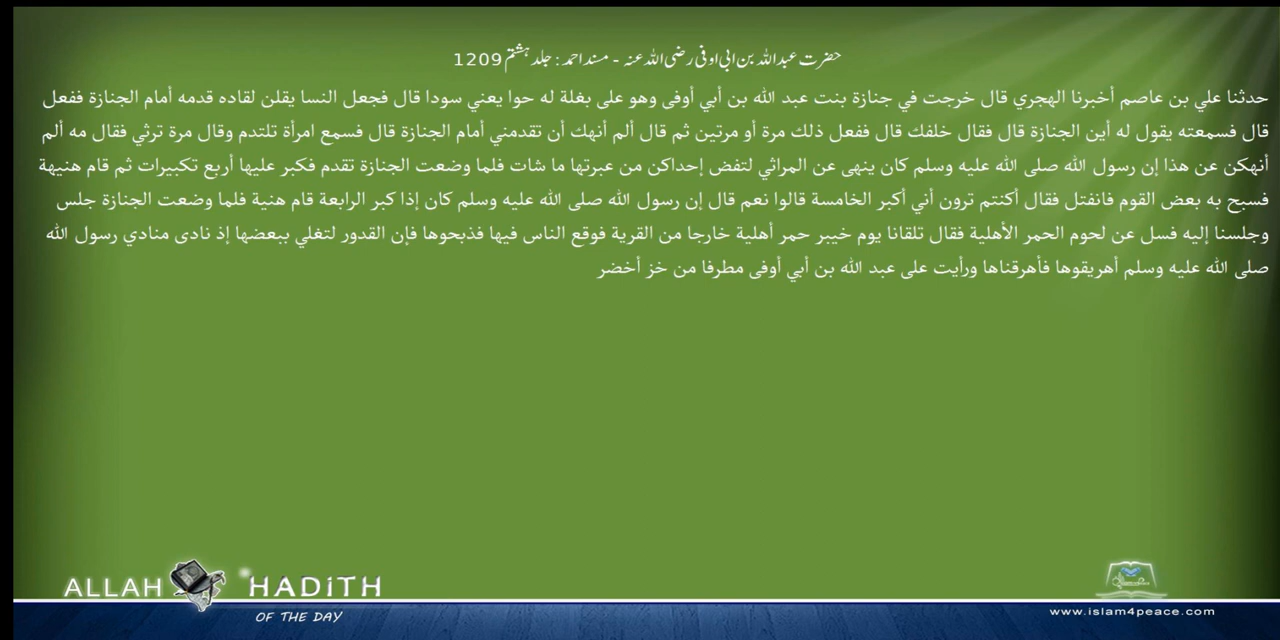 حضرت عبداللہ بن ابی اوفی رضی اللہ عنہ - مسند احمد : جلد ہشتم 1209
حدثنا علي بن عاصم أخبرنا الهجري قال خرجت في جنازة بنت عبد الله بن أبي أوفى وهو على بغلة له حوا يعني سودا قال فجعل النسا يقلن لقاده قدمه أمام الجنازة ففعل
قال فسمعته يقول له أين الجنازة قال فقال خلفك قال ففعل ذلك مرة أو مرتين ثم قال ألم أنهك أن تقدمني أمام الجنازة قال فسمع امرأة تلتدم وقال مرة ترثي فقال مه ألم
أنهكن عن هذا إن رسول الله صلى الله عليه وسلم كان ينهى عن المراثي لتفض إحداكن من عبرتها ما شات فلما وضعت الجنازة تقدم فكبر عليها أربع تكبيرات ثم قام هنيهة
فسبح به بعض القوم فانفتل فقال أكنتم ترون أني أكبر الخامسة قالوا نعم قال إن رسول الله صلى الله عليه وسلم كان إذا كبر الرابعة قام هنية فلما وضعت الجنازة جلس
وجلسنا إليه فسل عن لحوم الحمر الأهلية فقال تلقانا يوم خيبر حمر أهلية خارجا من القرية فوقع الناس فيها فذبحوها فإن القدور لتغلي ببعضها إذ نادى منادي رسول الله
صلى الله عليه وسلم أهريقوها فأهرقناها ورأيت على عبد الله بن أبي أوفى مطرفا من خز أخضر
ALLAH HADITH
OF THE DAY
www.islam4peace.com